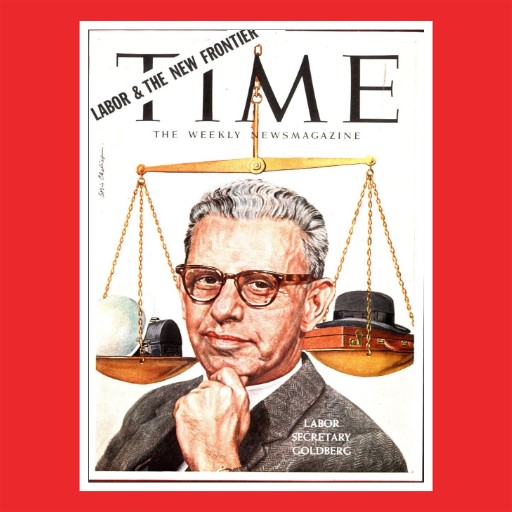 LABOR & THE NEW FRONTIER
TIME
THE WEEKLY NEWSMAGAZINE
LABOR
SECRETARY
GOLDBERG